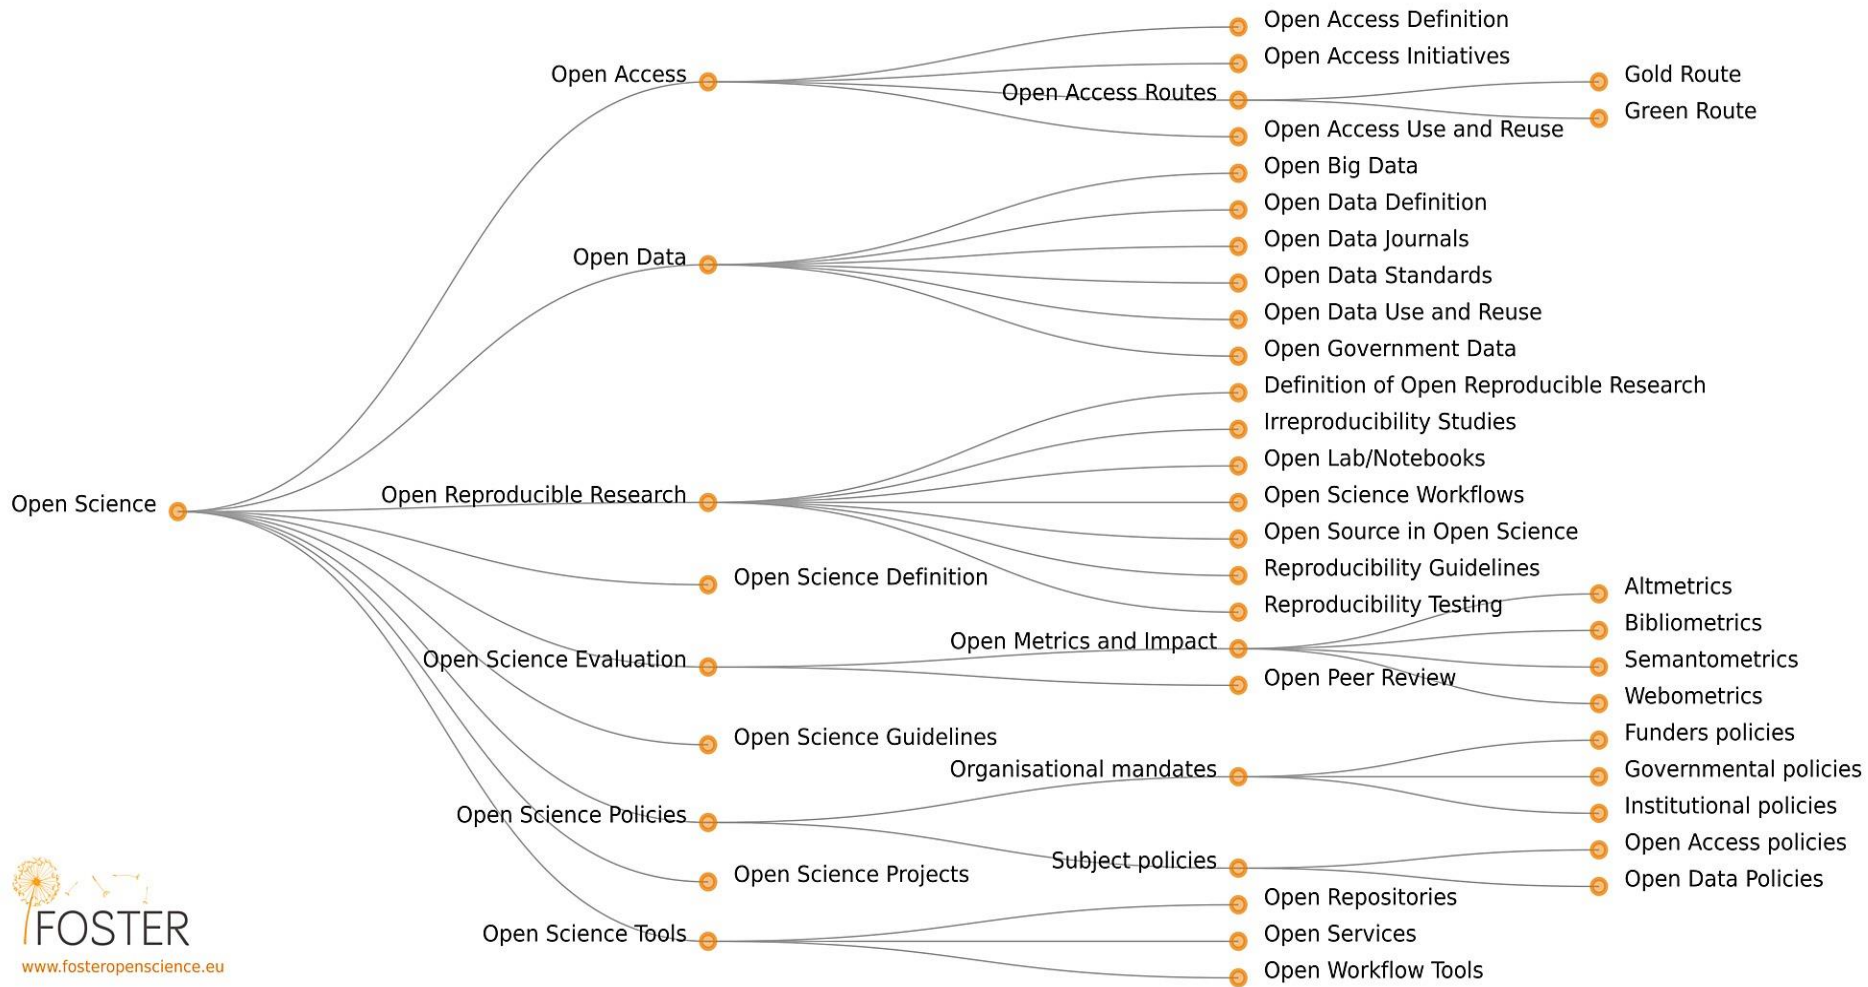 Open Science
Open Access
Open Access Definition
Open Access Initiatives
Open Access Routes
Gold Route
Green Route
Open Access Use and Reuse
Open Data
Open Big Data
Open Data Definition
Open Data Journals
Open Data Standards
Open Data Use and Reuse
Open Government Data
Open Reproducible Research
Definition of Open Reproducible Research
Irreproducibility Studies
Open Lab/Notebooks
Open Science Workflows
Open Source in Open Science
Reproducibility Guidelines
Reproducibility Testing
Open Science Definition
Open Science Evaluation
Open Metrics and Impact
Altmetrics
Bibliometrics
Semantometrics
Webometrics
Open Peer Review
Open Science Guidelines
Open Science Policies
Organisational mandates
Funders policies
Governmental policies
Institutional policies
Subject policies
Open Access policies
Open Data Policies
Open Science Projects
Open Science Tools
Open Repositories
Open Services
Open Workflow Tools
FOSTER
www.fosteropenscience.eu